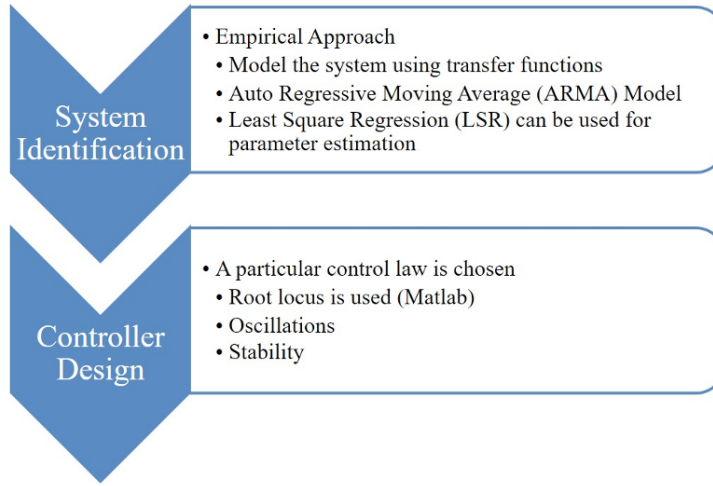 System
Identification
• Empirical Approach
• Model the system using transfer functions
• Auto Regressive Moving Average (ARMA) Model
• Least Square Regression (LSR) can be used for
parameter estimation
Controller
Design
• A particular control law is chosen
• Root locus is used (Matlab)
• Oscillations
• Stability